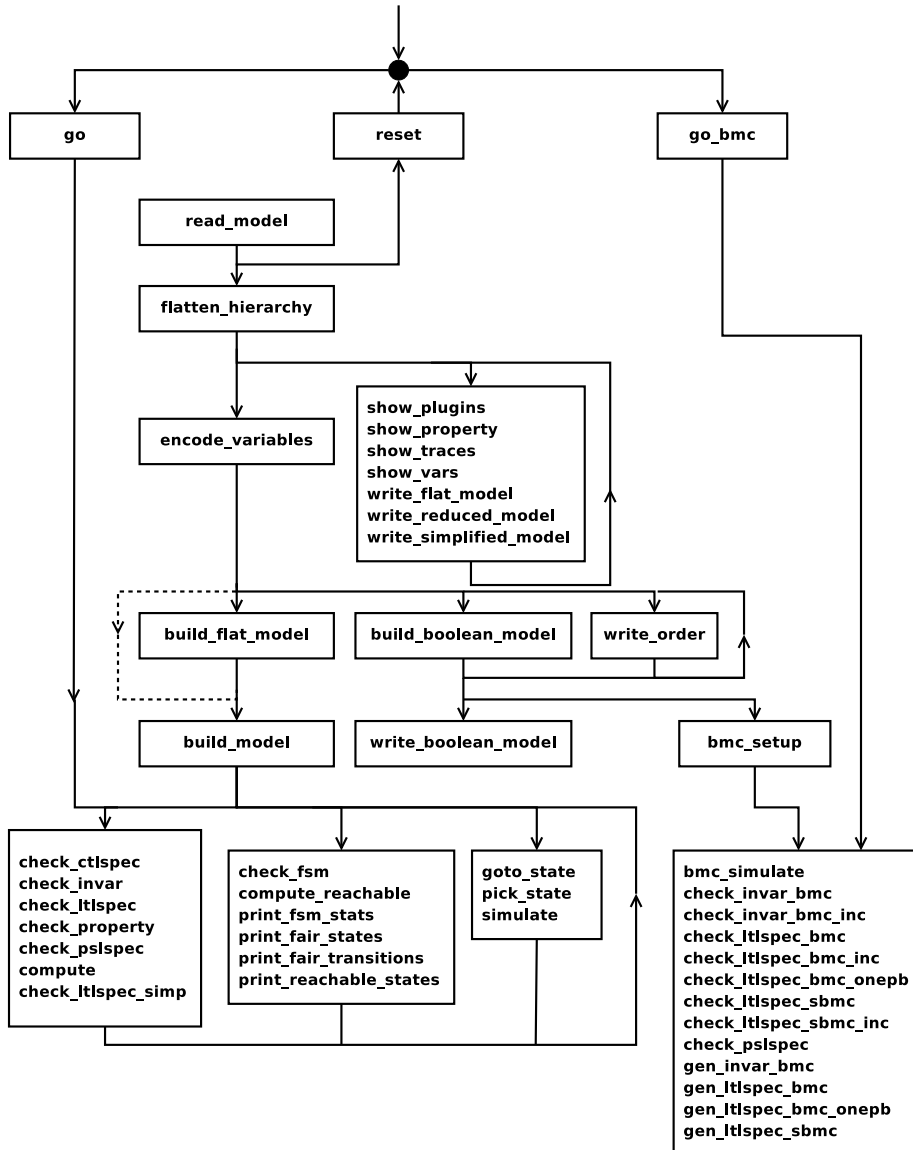 go
reset
go_bmc
read_model
flatten_hierarchy
show_plugins
show_property
show_traces
show_vars
write_flat_model
write_reduced_model
write_simplified_model
encode_variables
build_flat_model
build_boolean_model
write_order
build_model
write_boolean_model
bmc_setup
check_ctlspec
check_invar
check_ltlspec
check_property
check_pslspec
compute
check_ltlspec_simp
check_fsm
compute_reachable
print_fsm_stats
print_fair_states
print_fair_transitions
print_reachable_states
goto_state
pick_state
simulate
bmc_simulate
check_invar_bmc
check_invar_bmc_inc
check_ltlspec_bmc
check_ltlspec_bmc_inc
check_ltlspec_bmc_onepb
check_ltlspec_sbmc
check_ltlspec_sbmc_inc
check_pslspec
gen_invar_bmc
gen_ltlspec_bmc
gen_ltlspec_bmc_onepb
gen_ltlspec_sbmc